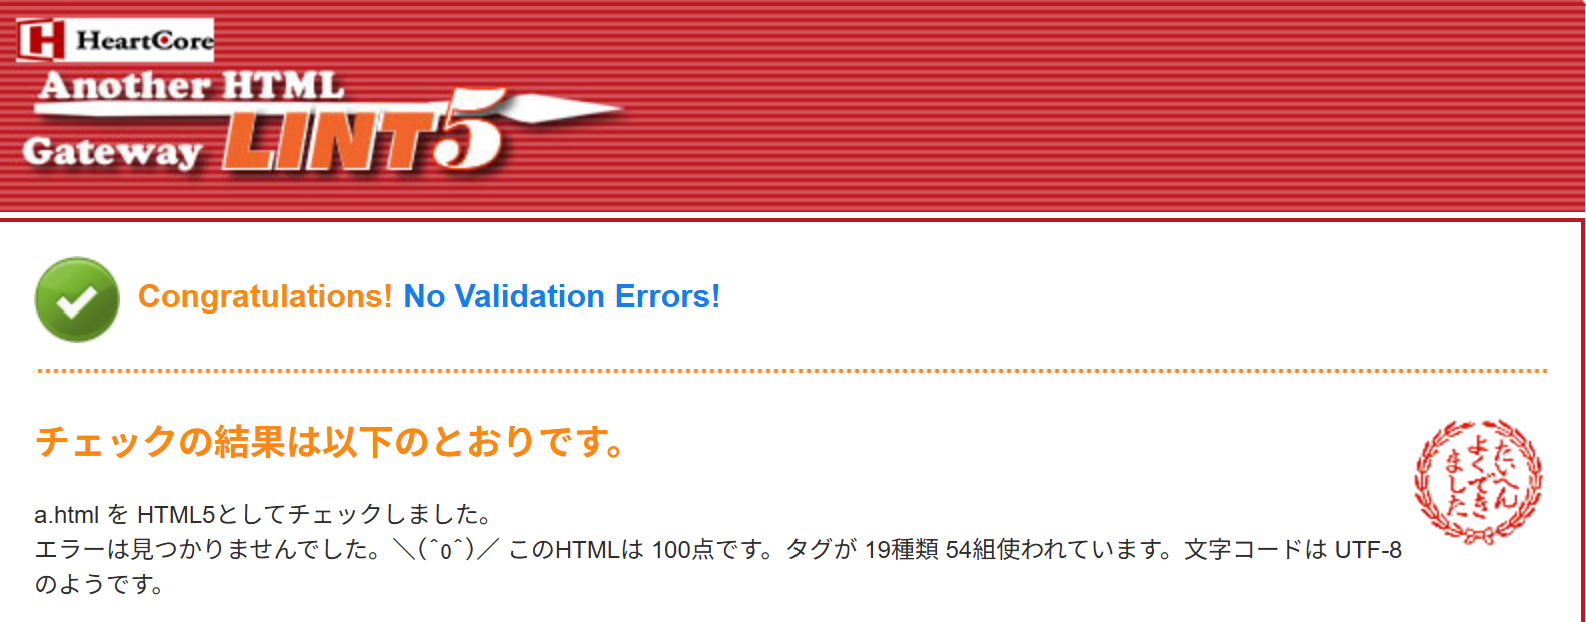 HeartCore
Another HTML
Gateway LINT5
Congratulations! No Validation Errors!
チェックの結果は以下のとおりです。
たいへん
よくでき
ました
a.html を HTML5としてチェックしました。
エラーは見つかりませんでした。＼(^o^)／ このHTMLは 100点です。タグが 19種類 54組使われています。文字コードは UTF-8
のようです。